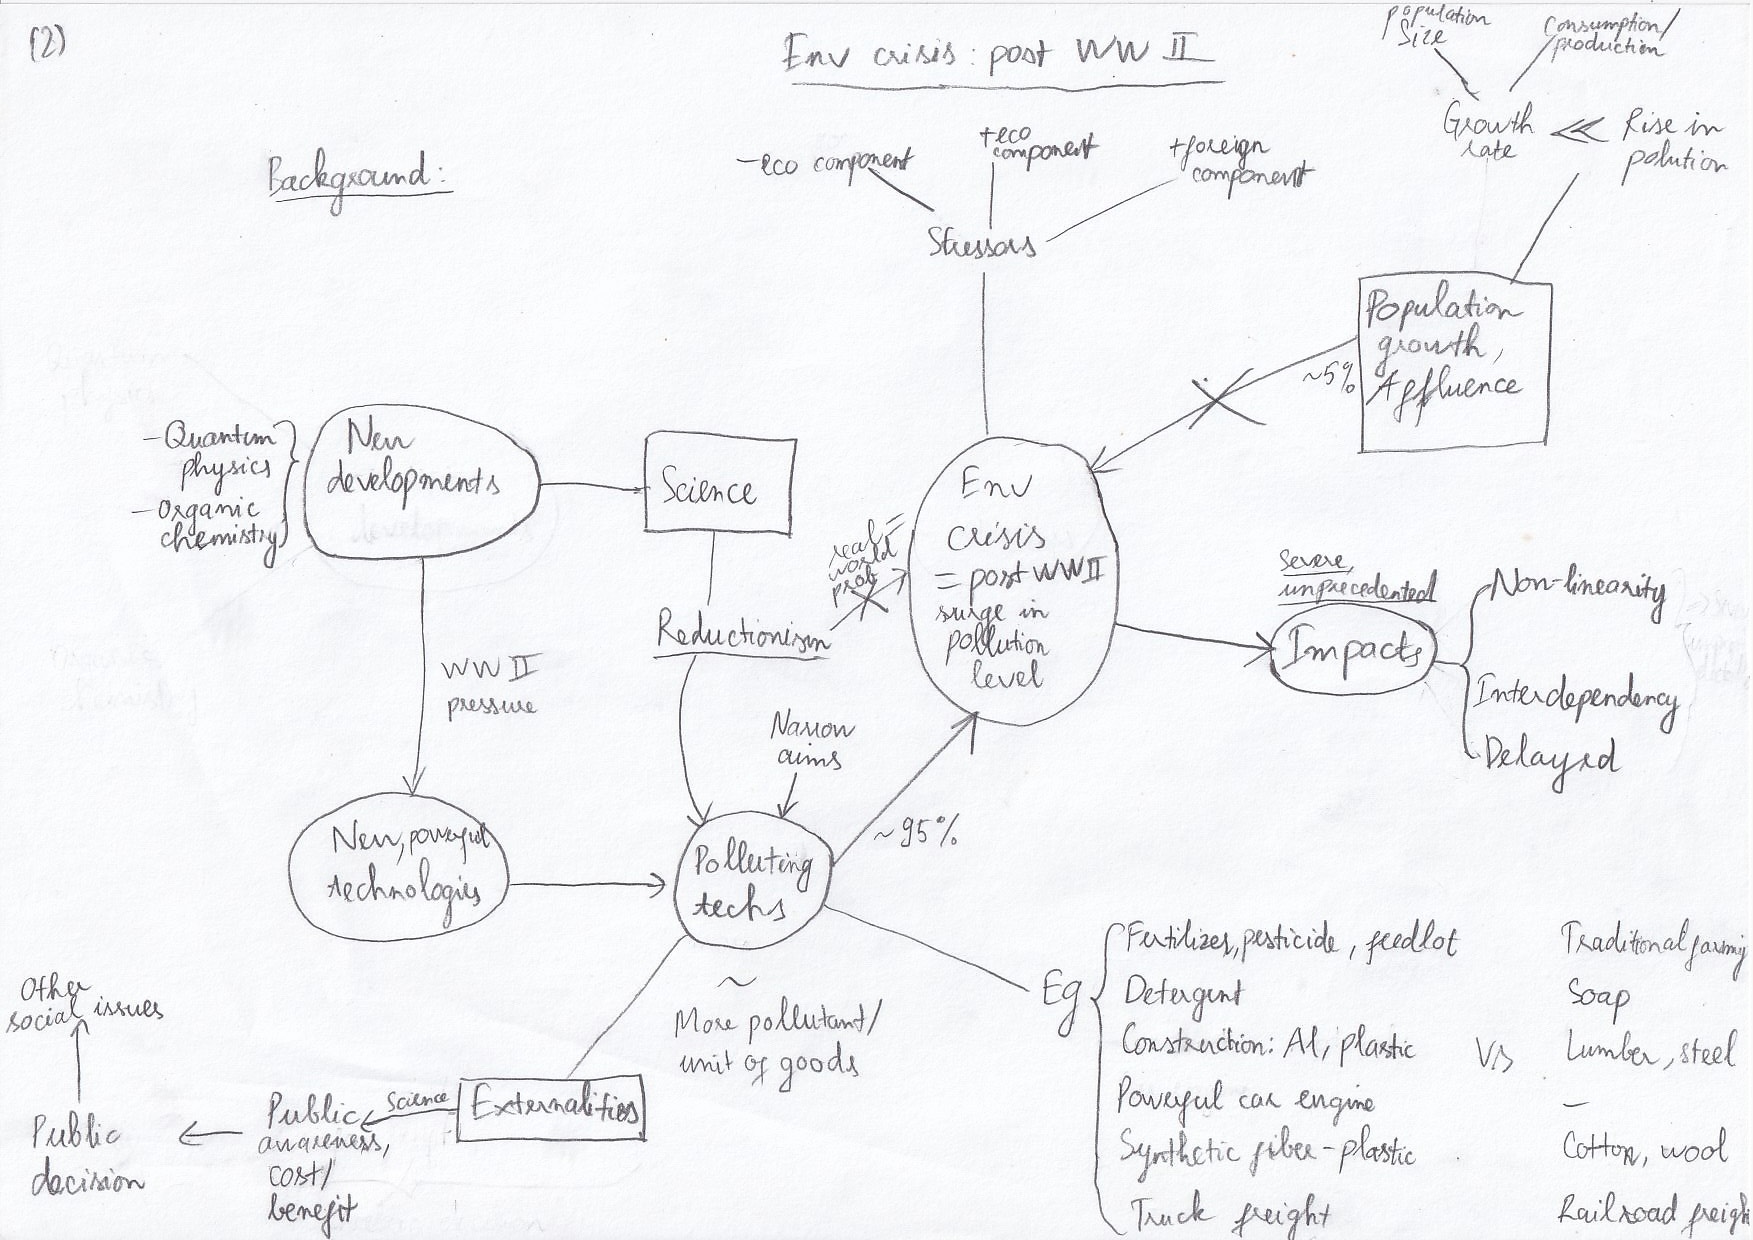 (2)
Env crisis: post WW II
population
Size
Consumption/
production
Growth
rate
<< Rise in
polution
Background:
-eco component
+eco
component
+foreign
component
Stressors
Population
growth,
Affluence
~5%
-Quantum
physics
-Organic
chemistry
New
developments
Science
Env
crisis
= post WW II
surge in
pollution
level
real =
world
prob
Reductionism
Severe,
unprecedented
Impacts
Non-linearity
Interdependency
Delayed
WW II
pressure
Narrow
aims
New, powerful
technologies
Polluting
techs
~95%
~
More pollutant/
unit of goods
Eg
Fertilizer, pesticide, feedlot
Traditional farmig
Detergent
Soap
Construction: Al, plastic
Vs
Lumber, steel
Powerful car engine
-
Synthetic fiber-plastic
Cotton, wool
Truck freight
Railroad freigh
Externalities
Science
Public
awareness,
cost/
benefit
Public
decision
Other
social issues